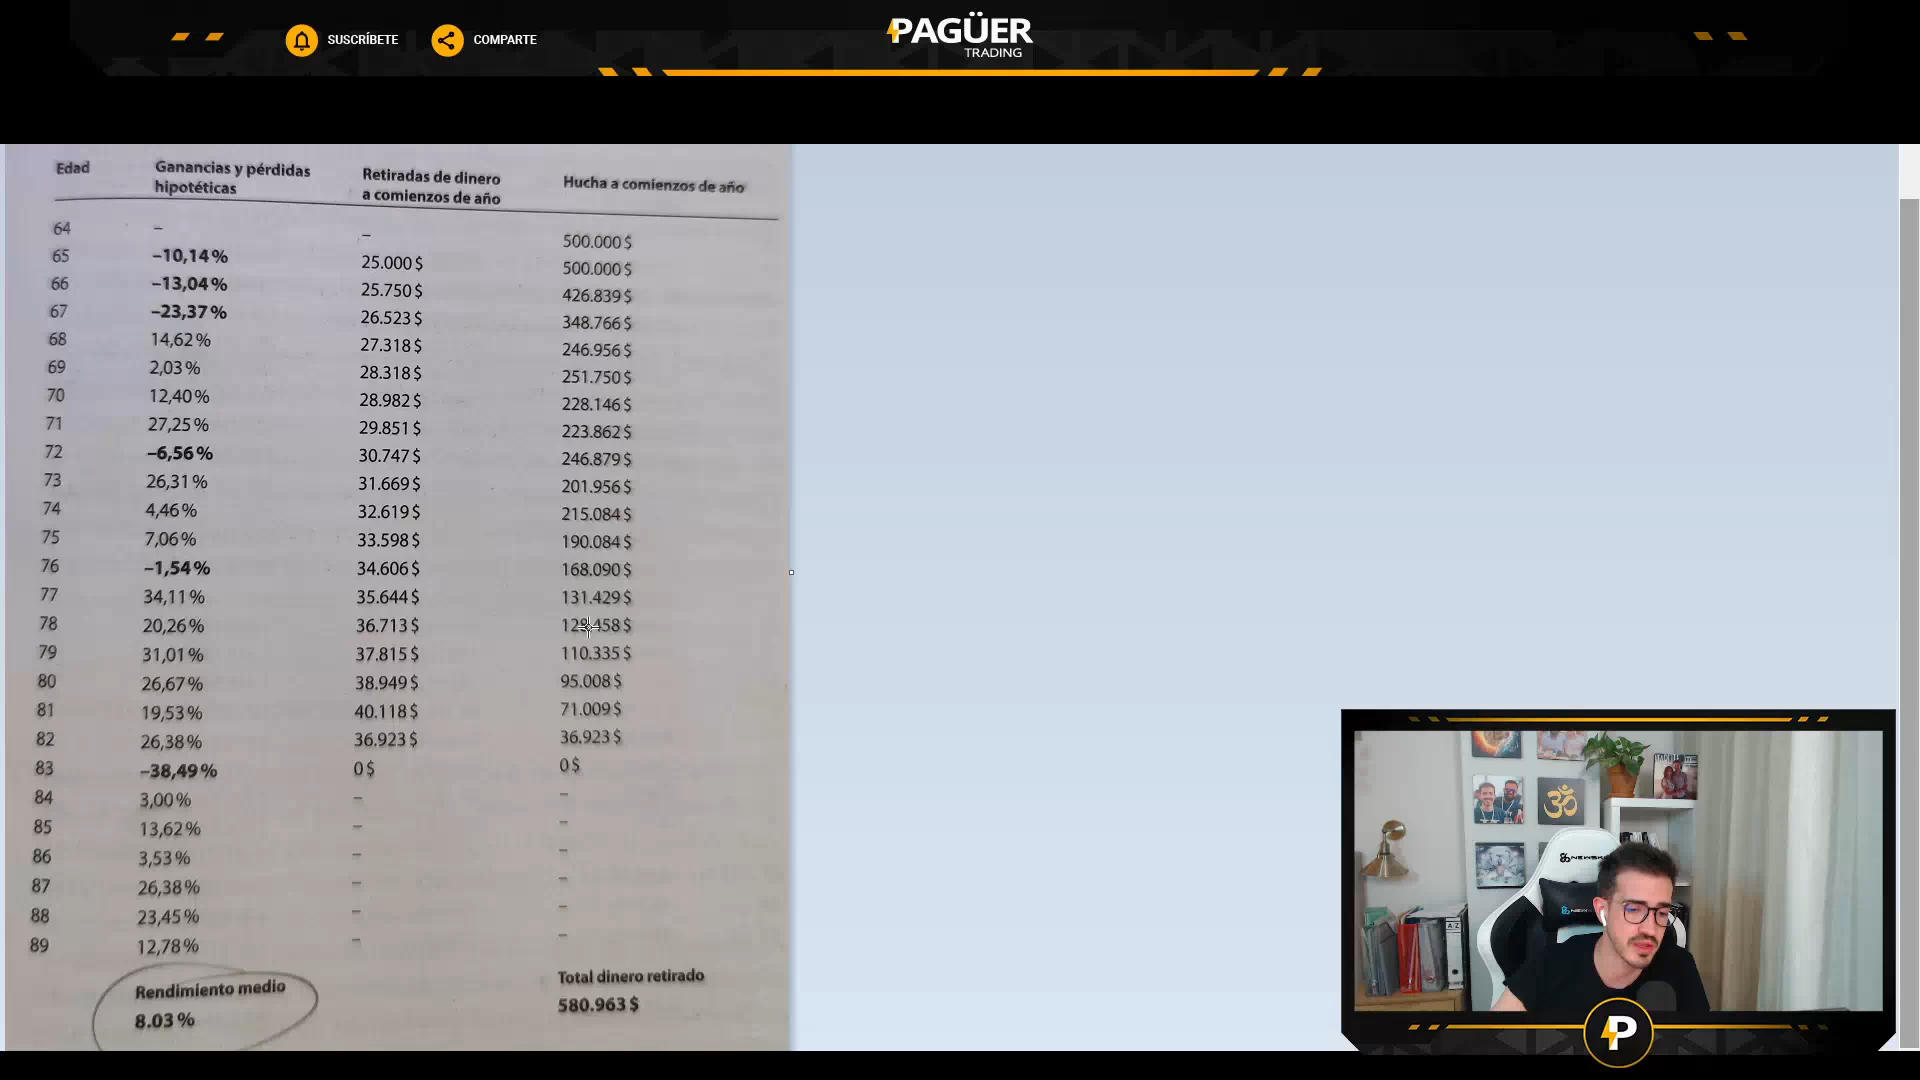 SUSCRÍBETE
COMPARTE
PAGÜER
TRADING
Edad Ganancias y pérdidas hipotéticas Retiradas de dinero a comienzos de año Hucha a comienzos de año
64 – – 500.000 $
65 –10,14 % 25.000 $ 500.000 $
66 –13,04 % 25.750 $ 426.839 $
67 –23,37 % 26.523 $ 348.766 $
68 14,62 % 27.318 $ 246.956 $
69 2,03 % 28.318 $ 251.750 $
70 12,40 % 28.982 $ 228.146 $
71 27,25 % 29.851 $ 223.862 $
72 –6,56 % 30.747 $ 246.879 $
73 26,31 % 31.669 $ 201.956 $
74 4,46 % 32.619 $ 215.084 $
75 7,06 % 33.598 $ 190.084 $
76 –1,54 % 34.606 $ 168.090 $
77 34,11 % 35.644 $ 131.429 $
78 20,26 % 36.713 $ 129.458 $
79 31,01 % 37.815 $ 110.335 $
80 26,67 % 38.949 $ 95.008 $
81 19,53 % 40.118 $ 71.009 $
82 26,38 % 36.923 $ 36.923 $
83 –38,49 % 0 $ 0 $
84 3,00 % – –
85 13,62 % – –
86 3,53 % – –
87 26,38 % – –
88 23,45 % – –
89 12,78 % – –
Rendimiento medio
8.03 %
Total dinero retirado
580.963 $
A/Z
P